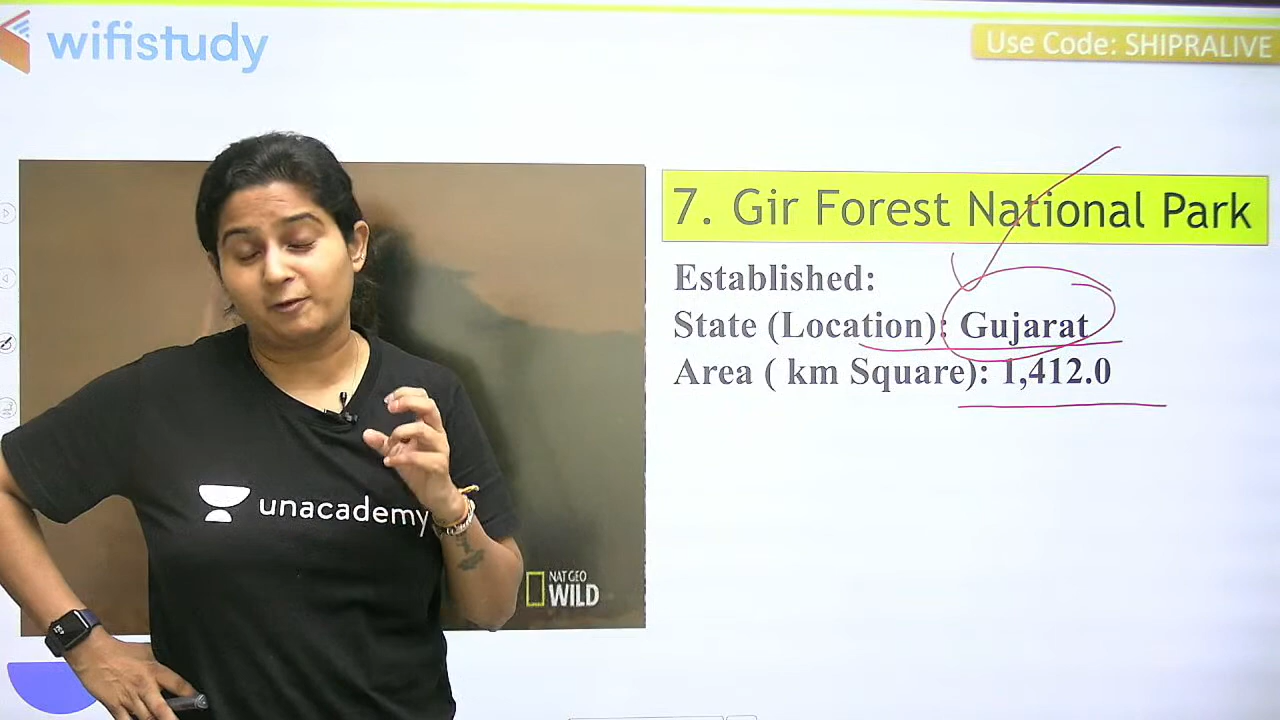 wifistudy
Use Code: SHIPRALIVE
7. Gir Forest National Park
Established:
State (Location): Gujarat
Area ( km Square): 1,412.0
unacademy
NAT GEO
WILD